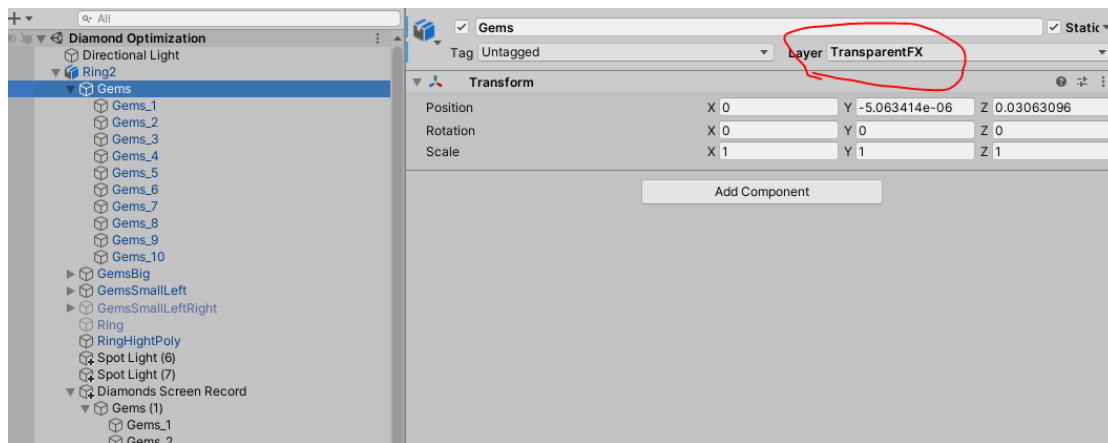 All
Diamond Optimization
Directional Light
Ring2
Gems
Gems_1
Gems_2
Gems_3
Gems_4
Gems_5
Gems_6
Gems_7
Gems_8
Gems_9
Gems_10
GemsBig
GemsSmallLeft
GemsSmallLeftRight
RIng
RingHightPoly
Spot Light (6)
Spot Light (7)
Diamonds Screen Record
Gems (1)
Gems_1
Gems_2
Gems Static
Tag Untagged Layer TransparentFX
Transform
Position X 0 Y -5.063414e-06 Z 0.03063096
Rotation X 0 Y 0 Z 0
Scale X 1 Y 1 Z 1
Add Component